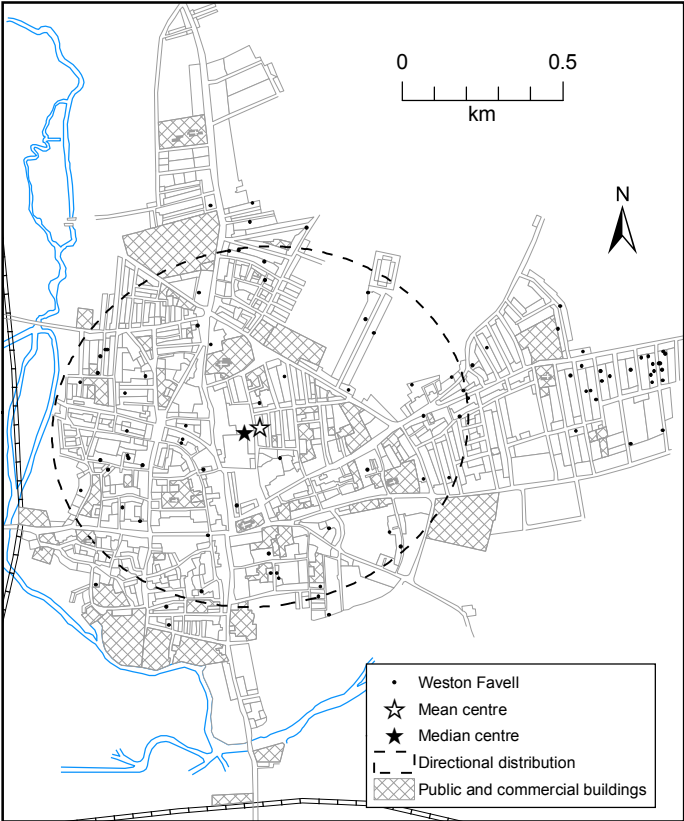 0 0.5
km
N
Weston Favell
Mean centre
Median centre
Directional distribution
Public and commercial buildings